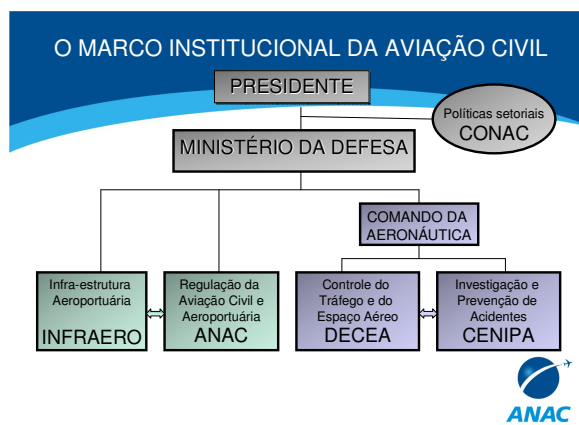 O MARCO INSTITUCIONAL DA AVIAÇÃO CIVIL
PRESIDENTE
Políticas setoriais
CONAC
MINISTÉRIO DA DEFESA
COMANDO DA
AERONÁUTICA
Infra-estrutura
Aeroportuária
INFRAERO
Regulação da
Aviação Civil e
Aeroportuária
ANAC
Controle do
Tráfego e do
Espaço Aéreo
DECEA
Investigação e
Prevenção de
Acidentes
CENIPA
ANAC